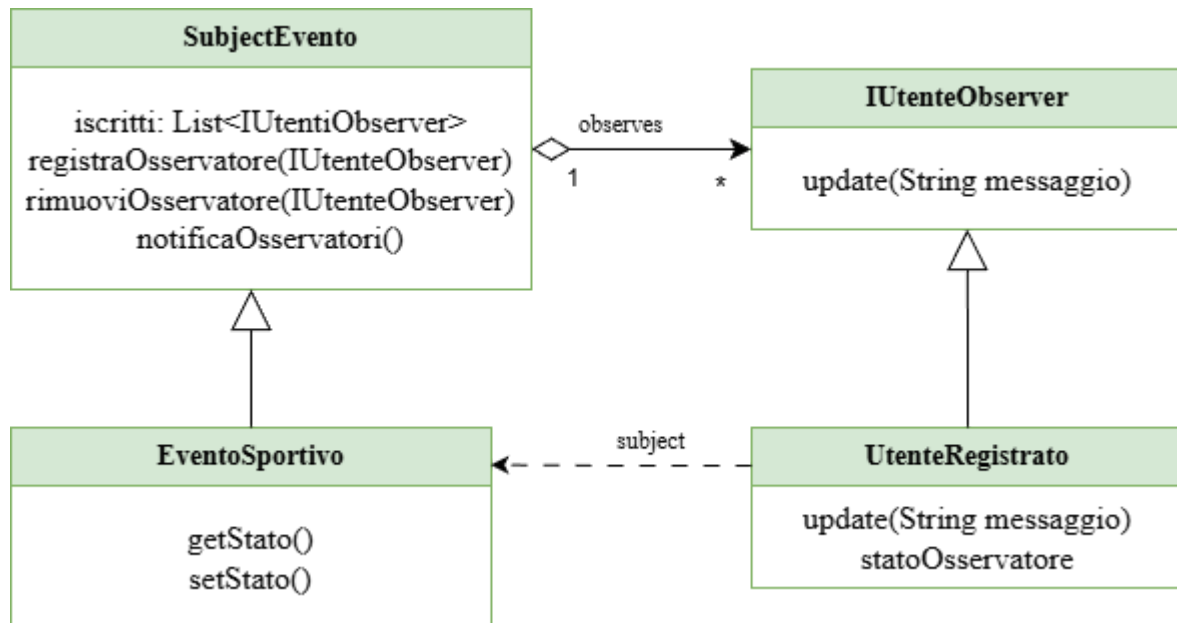 SubjectEvento
iscritti: List<IUtentiObserver>
registraOsservatore(IUtenteObserver)
rimuoviOsservatore(IUtenteObserver)
notificaOsservatori()
observes
1
*
IUtenteObserver
update(String messaggio)
EventoSportivo
getStato()
setStato()
subject
UtenteRegistrato
update(String messaggio)
statoOsservatore